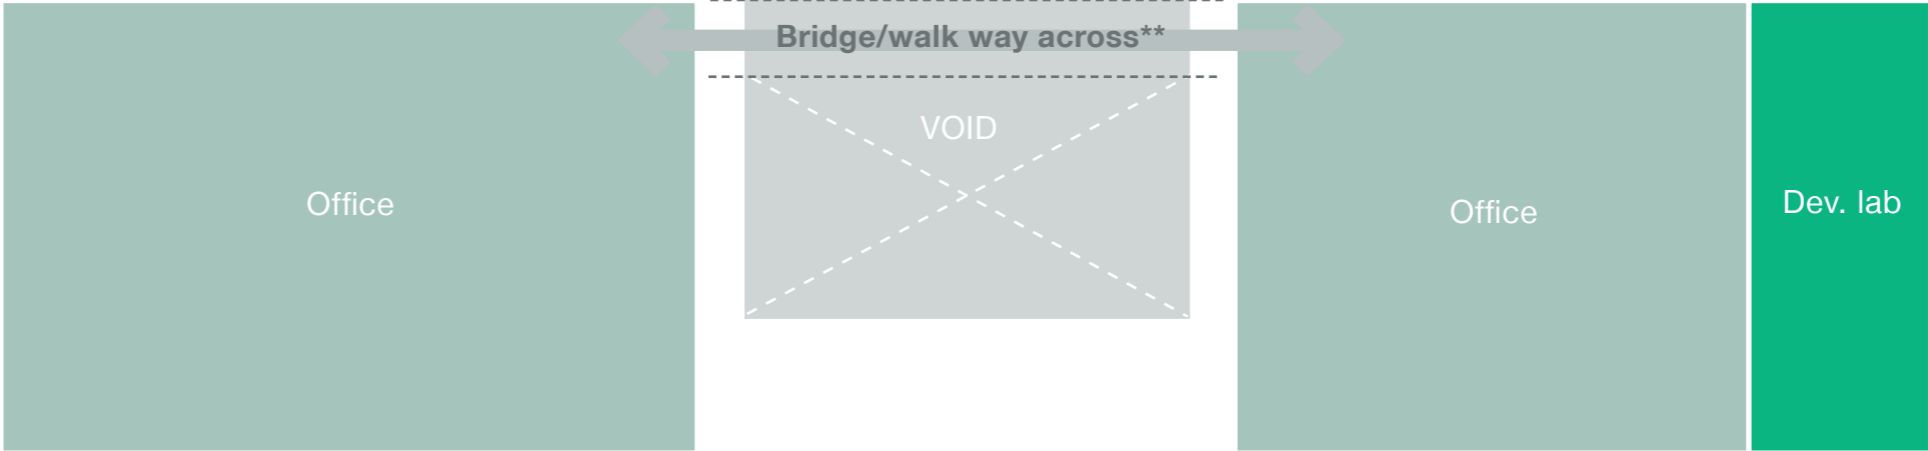 Bridge/walk way across**
VOID
Office
Office
Dev. lab